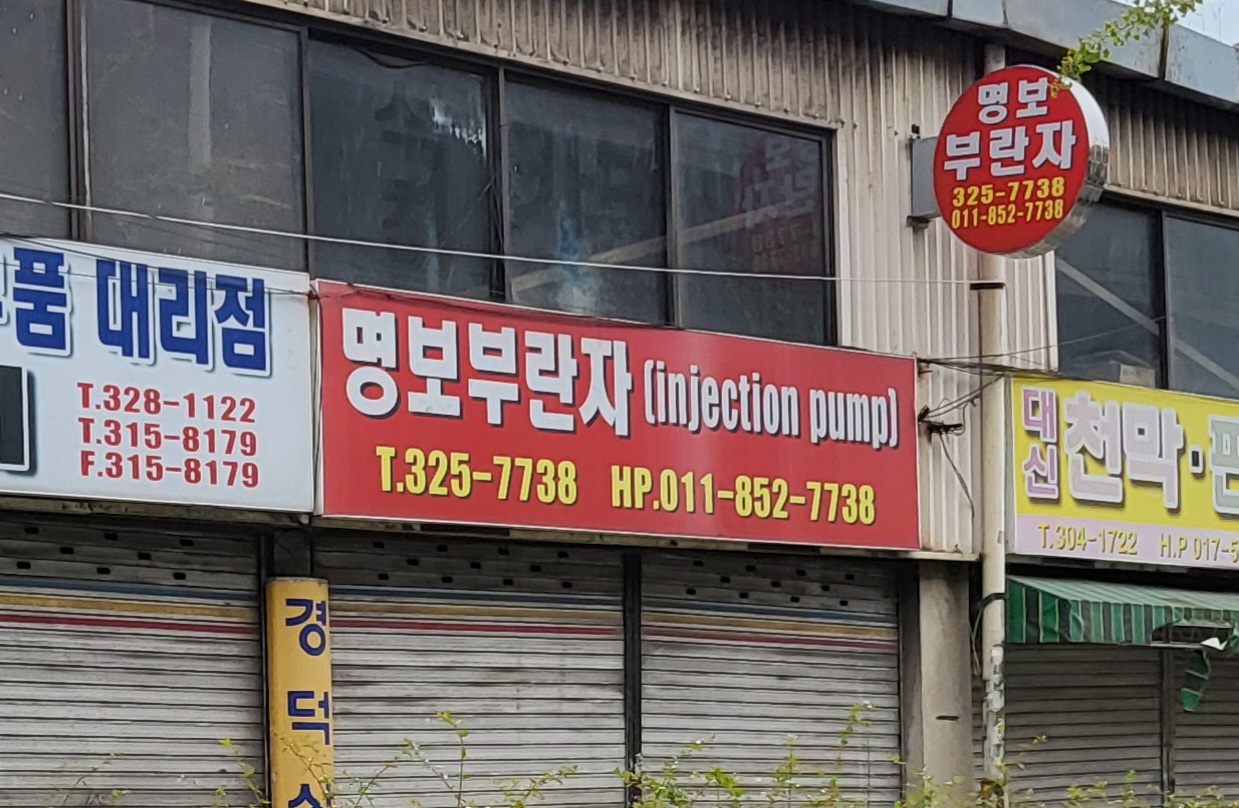 품 대리점
T.328-1122
T.315-8179
F.315-8179
명보부란자 (injection pump)
T.325-7738 HP.011-852-7738
명보
부란자
325-7738
011-852-7738
대신 천막·
T.304-1722 H.P 017-5
경덕